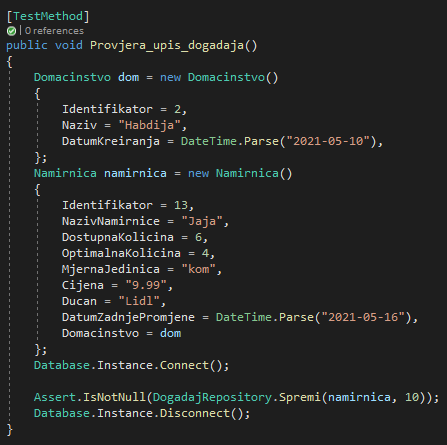 [TestMethod]
0 references
public void Provjera_upis_dogadaja()
{
Domacinstvo dom = new Domacinstvo()
{
Identifikator = 2,
Naziv = "Habdija",
DatumKreiranja = DateTime.Parse("2021-05-10"),
};
Namirnica namirnica = new Namirnica()
{
Identifikator = 13,
NazivNamirnice = "Jaja",
DostupnaKolicina = 6,
OptimalnaKolicina = 4,
MjernaJedinica = "kom",
Cijena = "9.99",
Ducan = "Lidl",
DatumZadnjePromjene = DateTime.Parse("2021-05-16"),
Domacinstvo = dom
};
Database.Instance.Connect();
Assert.IsNotNull(DogadajRepository.Spremi(namirnica, 10));
Database.Instance.Disconnect();
}